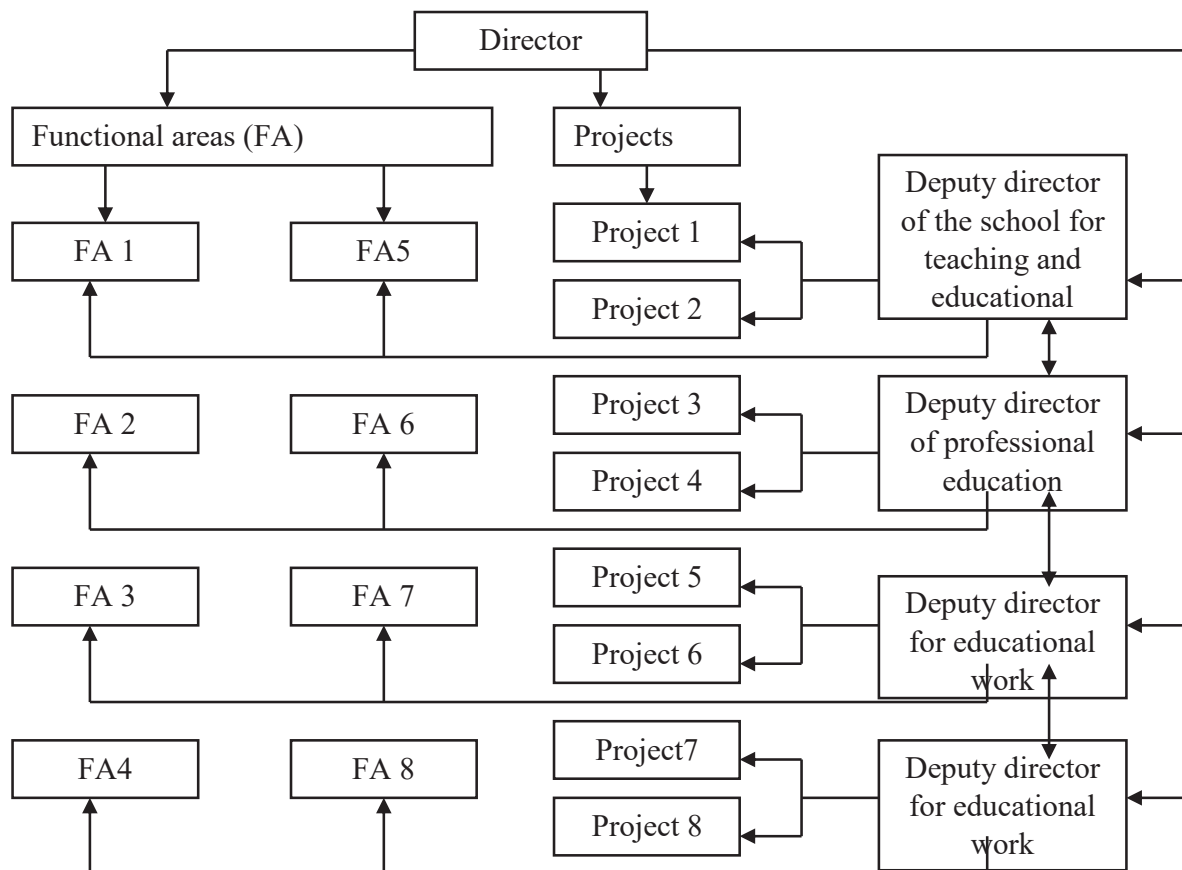 Director
Functional areas (FA)
Projects
FA 1
FA5
Project 1
Project 2
Deputy director
of the school for
teaching and
educational
FA 2
FA 6
Project 3
Project 4
Deputy director
of professional
education
FA 3
FA 7
Project 5
Project 6
Deputy director
for educational
work
FA4
FA 8
Project7
Project 8
Deputy director
for educational
work